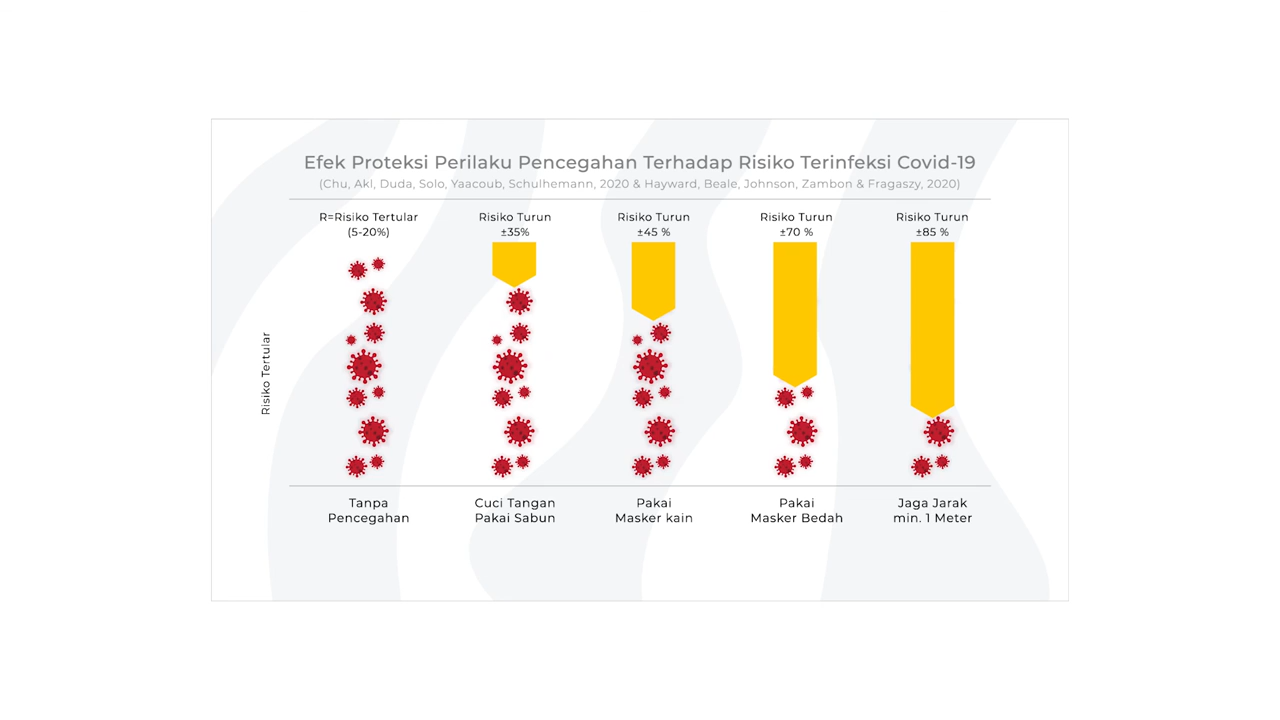 Efek Proteksi Perilaku Pencegahan Terhadap Risiko Terinfeksi Covid-19
(Chu, Akl, Duda, Solo, Yaacoub, Schulhemann, 2020 & Hayward, Beale, Johnson, Zambon & Fragaszy, 2020)
R=Risiko Tertular
(5-20%)
Risiko Turun
±35%
Risiko Turun
±45 %
Risiko Turun
±70 %
Risiko Turun
±85 %
Risiko Tertular
Tanpa
Pencegahan
Cuci Tangan
Pakai Sabun
Pakai
Masker kain
Pakai
Masker Bedah
Jaga Jarak
min. 1 Meter